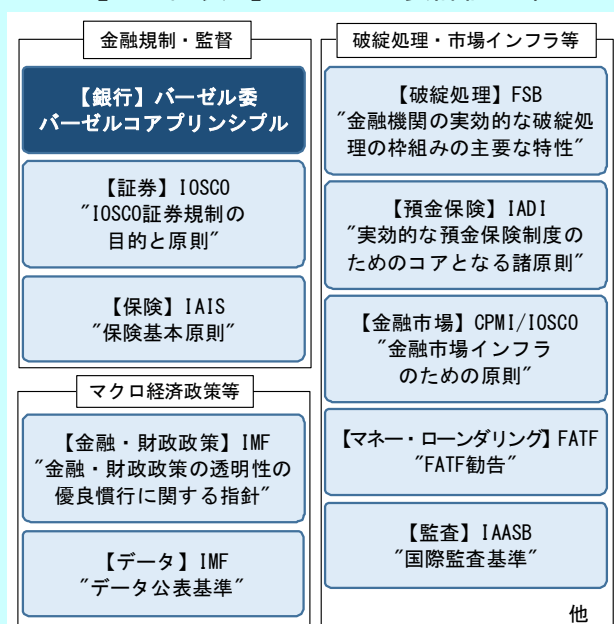 金融規制・監督
【銀行】バーゼル委
バーゼルコアプリンシプル
【証券】IOSCO
"IOSCO証券規制の
目的と原則"
【保険】IAIS
"保険基本原則"
マクロ経済政策等
【金融・財政政策】IMF
"金融・財政政策の透明性の
優良慣行に関する指針"
【データ】IMF
"データ公表基準"
破綻処理・市場インフラ等
【破綻処理】FSB
"金融機関の実効的な破綻処
理の枠組みの主要な特性"
【預金保険】IADI
"実効的な預金保険制度の
ためのコアとなる諸原則"
【金融市場】CPMI/IOSCO
"金融市場インフラ
のための原則"
【マネー・ローンダリング】FATF
"FATF勧告"
【監査】IAASB
"国際監査基準"
他